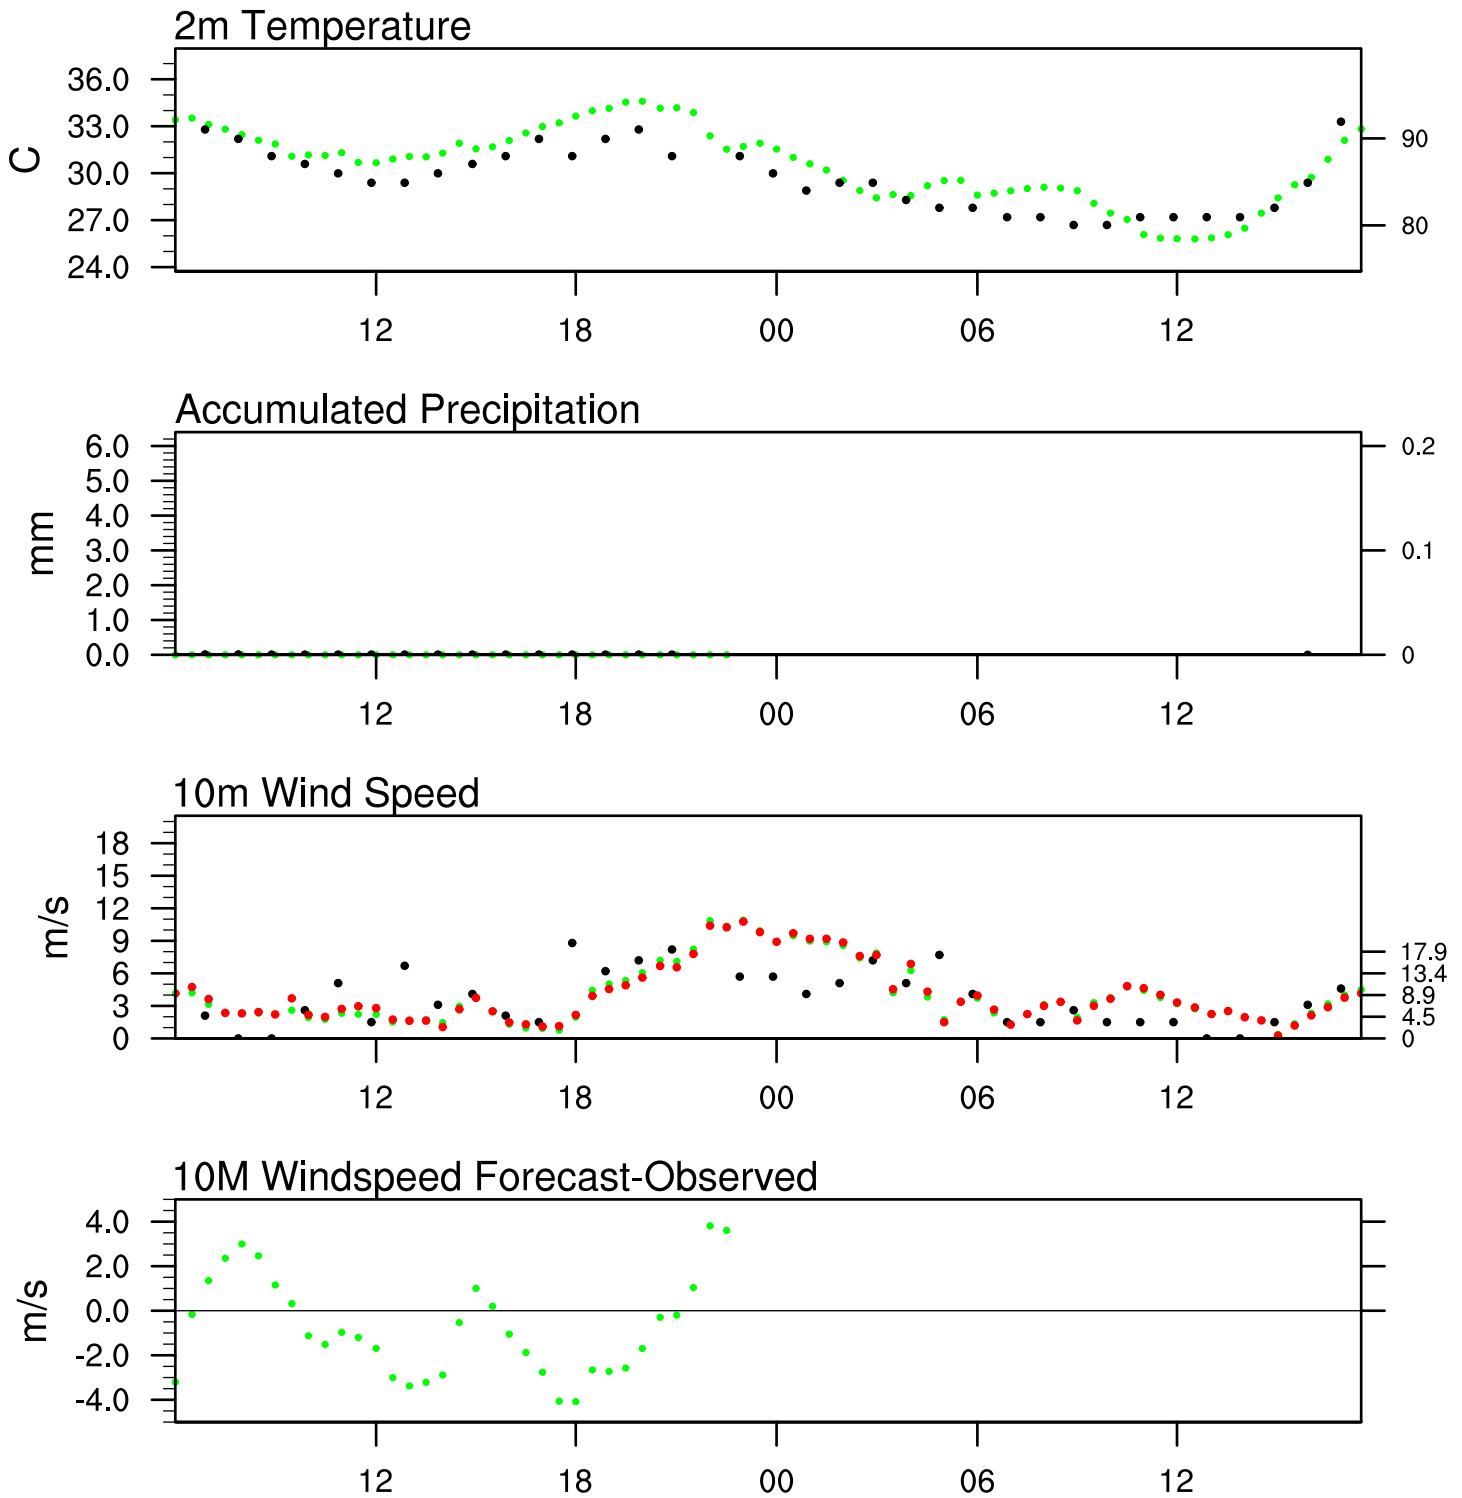 2m Temperature
36.0
33.0
30.0
27.0
24.0
C
90
80
12 18 00 06 12
Accumulated Precipitation
6.0
5.0
4.0
3.0
2.0
1.0
0.0
mm
0.2
0.1
0
12 18 00 06 12
10m Wind Speed
18
15
12
9
6
3
0
m/s
17.9
13.4
8.9
4.5
0
12 18 00 06 12
10M Windspeed Forecast-Observed
4.0
2.0
0.0
-2.0
-4.0
m/s
12 18 00 06 12